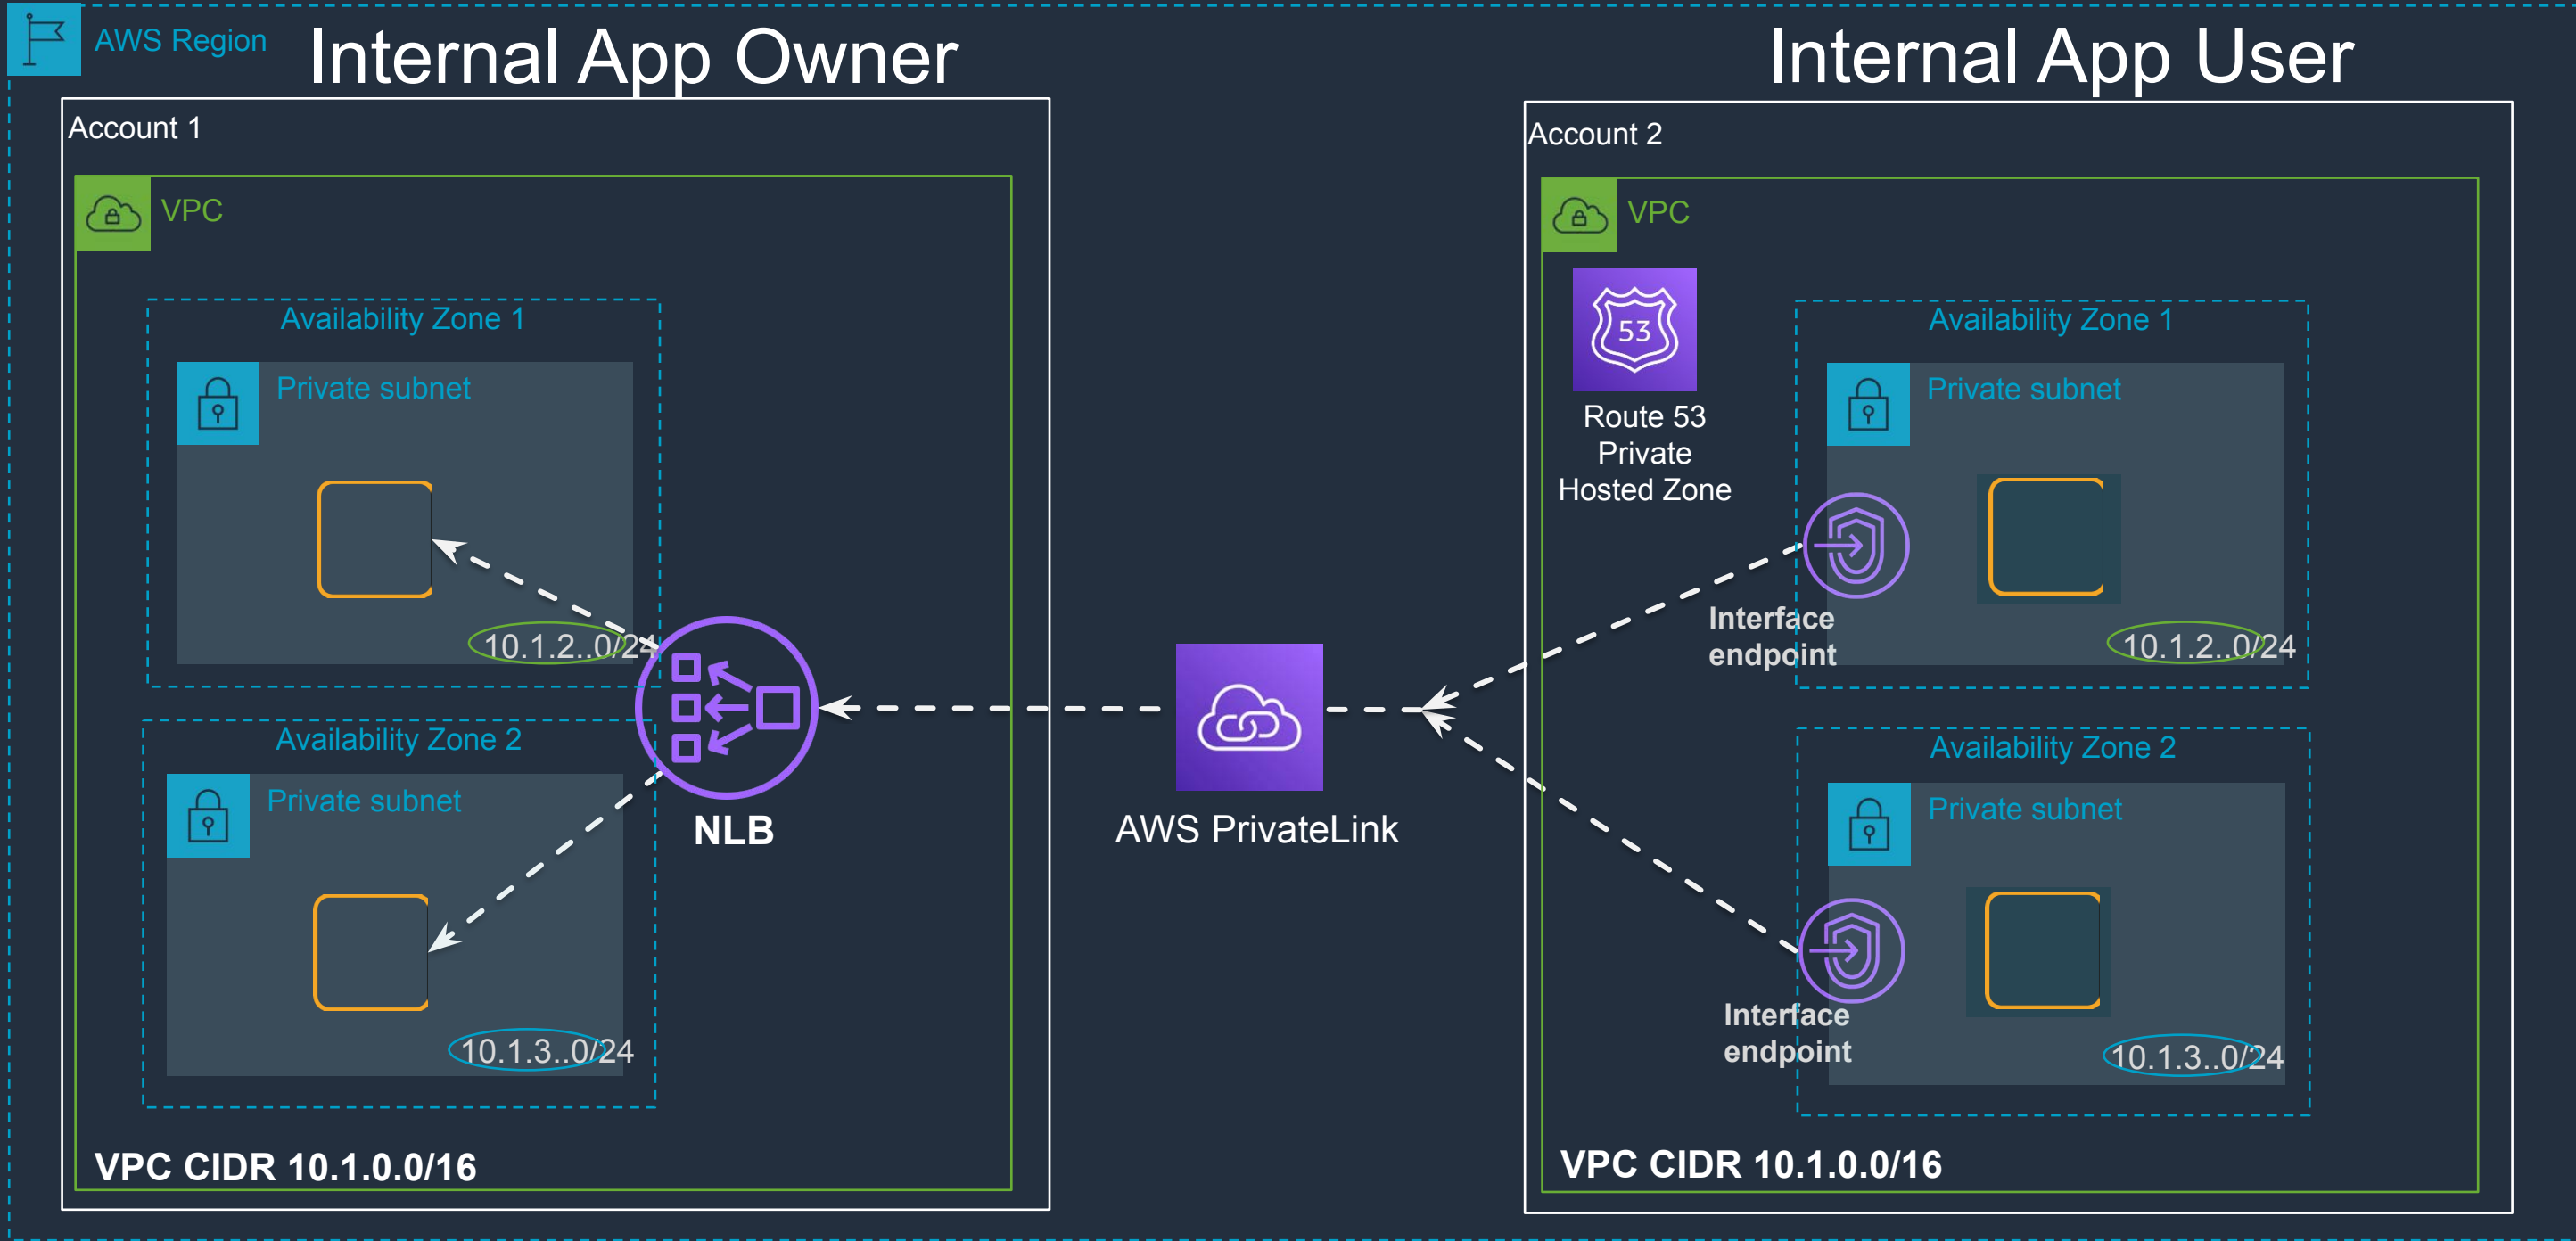 AWS Region
Internal App Owner
Internal App User
Account 1
VPC
Availability Zone 1
Private subnet
10.1.2..0/24
Availability Zone 2
Private subnet
10.1.3..0/24
NLB
VPC CIDR 10.1.0.0/16
AWS PrivateLink
Account 2
VPC
53
Route 53
Private
Hosted Zone
Availability Zone 1
Private subnet
Interface
endpoint
10.1.2..0/24
Availability Zone 2
Private subnet
Interface
endpoint
10.1.3..0/24
VPC CIDR 10.1.0.0/16